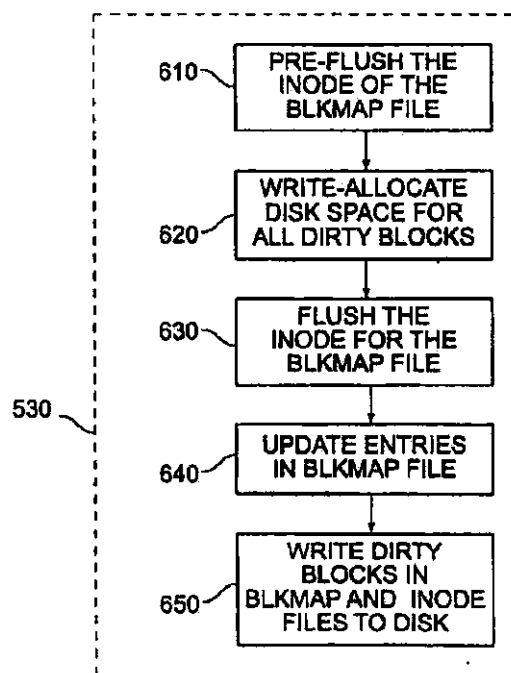 610
PRE-FLUSH THE
INODE OF THE
BLKMAP FILE
620
WRITE-ALLOCATE
DISK SPACE FOR
ALL DIRTY BLOCKS
630
FLUSH THE
INODE FOR THE
BLKMAP FILE
530
640
UPDATE ENTRIES
IN BLKMAP FILE
650
WRITE DIRTY
BLOCKS IN
BLKMAP AND INODE
FILES TO DISK